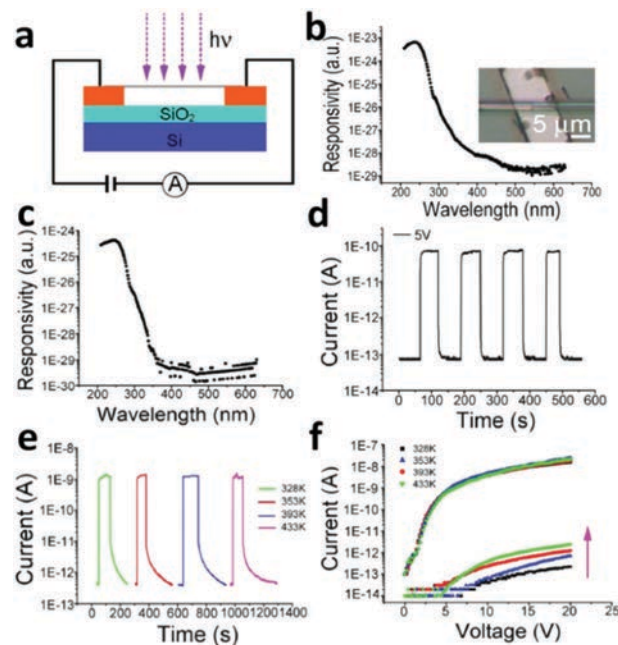 a
hν
SiO₂
Si
A
b
Responsivity (a.u.)
1E-23
1E-24
1E-25
1E-26
1E-27
1E-28
1E-29
5 μm
100 200 300 400 500 600 700
Wavelength (nm)
c
Responsivity (a.u.)
1E-24
1E-25
1E-26
1E-27
1E-28
1E-29
1E-30
100 200 300 400 500 600 700
Wavelength (nm)
d
5V
Current (A)
1E-10
1E-11
1E-12
1E-13
1E-14
0 100 200 300 400 500 600
Time (s)
e
Current (A)
1E-8
1E-9
1E-10
1E-11
1E-12
1E-13
328K
353K
393K
433K
0 200 400 600 800 1000 1200 1400
Time (s)
f
Current (A)
1E-7
1E-8
1E-9
1E-10
1E-11
1E-12
1E-13
1E-14
328K
353K
393K
433K
0 5 10 15 20 25
Voltage (V)